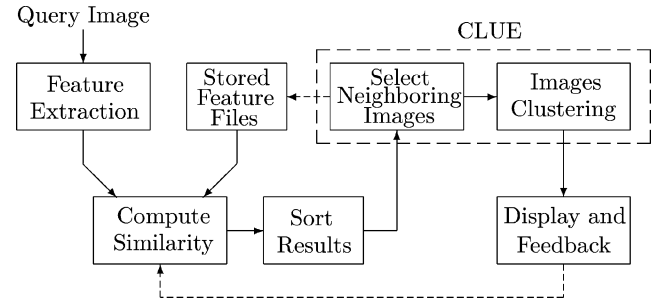 Query Image
CLUE
Feature
Extraction
Stored
Feature
Files
Select
Neighboring
Images
Images
Clustering
Compute
Similarity
Sort
Results
Display and
Feedback